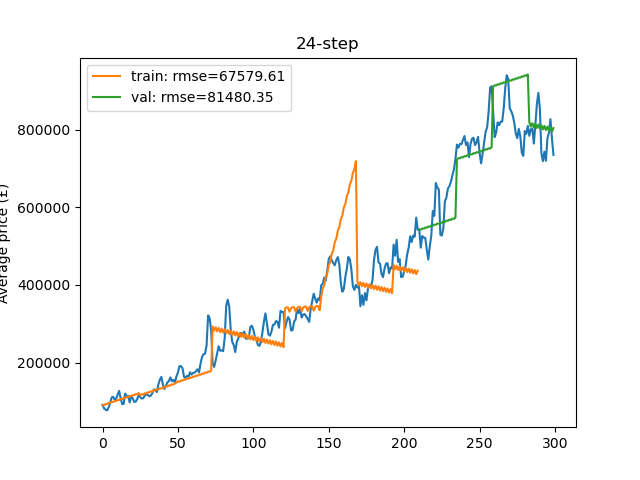 24-step
train: rmse=67579.61
val: rmse=81480.35
Average price (£)
800000
600000
400000
200000
0 50 100 150 200 250 300